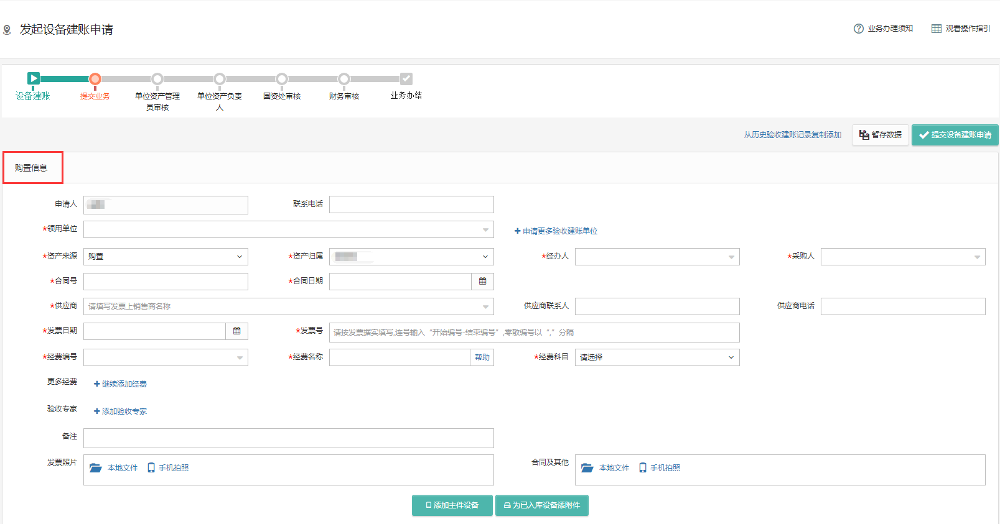 发起设备建账申请
业务办理须知
观看操作指引
设备建账
提交业务
单位资产管理
员审核
单位资产负责
人
国资处审核
财务审核
业务办结
从历史验收建账记录复制添加
暂存数据
提交设备建账申请
购置信息
申请人
联系电话
*领用单位
+申请更多验收建账单位
*资产来源
购置
*资产归属
*经办人
*采购人
*合同号
*合同日期
*供应商
请填写发票上销售商名称
供应商联系人
供应商电话
*发票日期
*发票号
请按发票据实填写,连号输入“开始编号-结束编号”,零散编号以“,”分隔
*经费编号
*经费名称
帮助
*经费科目
请选择
更多经费
+继续添加经费
验收专家
+添加验收专家
备注
发票照片
本地文件
手机拍照
合同及其他
本地文件
手机拍照
添加主件设备
为已入库设备添附件